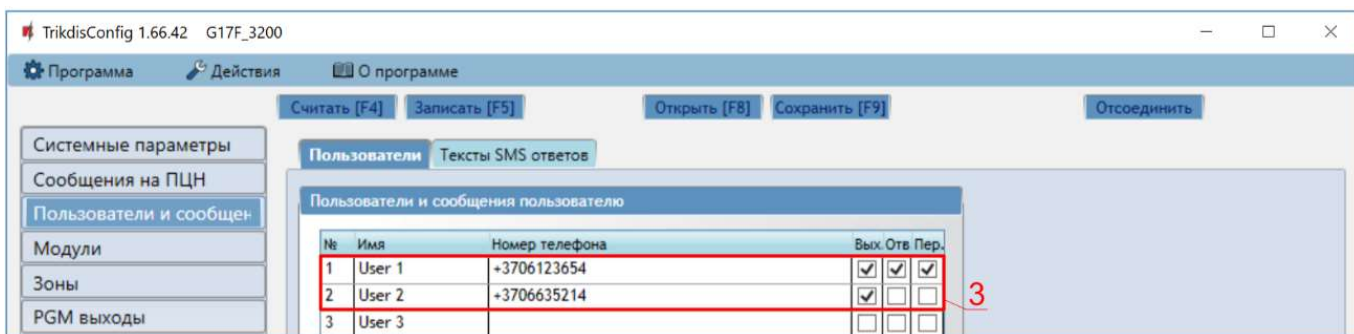 TrikdisConfig 1.66.42 G17F_3200
Программа Действия О программе
Считать [F4] Записать [F5] Открыть [F8] Сохранить [F9] Отсоединить
Системные параметры
Сообщения на ПЦН
Пользователи и сообщен
Модули
Зоны
PGM выходы
Пользователи Тексты SMS ответов
Пользователи и сообщения пользователю
№ Имя Номер телефона Вых. Отв Пер.
1 User 1 +3706123654
2 User 2 +3706635214
3 User 3
3